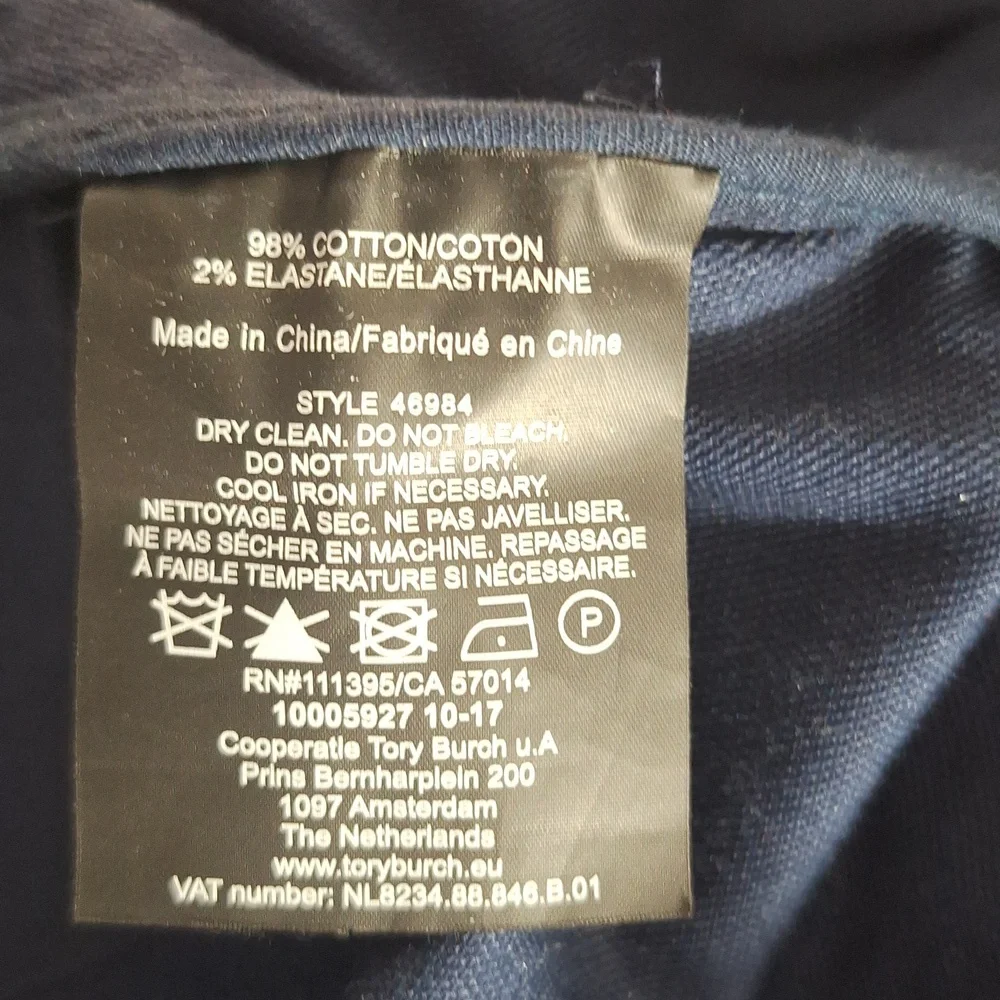 98% COTTON/COTON
2% ELASTANE/ÉLASTHANNE
Made in China/Fabriqué en Chine
STYLE 46984
DRY CLEAN. DO NOT BLEACH.
DO NOT TUMBLE DRY.
COOL IRON IF NECESSARY.
NETTOYAGE À SEC. NE PAS JAVELLISER.
NE PAS SÉCHER EN MACHINE. REPASSAGE
À FAIBLE TEMPÉRATURE SI NÉCESSAIRE.
P
RN#111395/CA 57014
10005927 10-17
Cooperatie Tory Burch u.A
Prins Bernharplein 200
1097 Amsterdam
The Netherlands
www.toryburch.eu
VAT number: NL8234.88.846.B.01